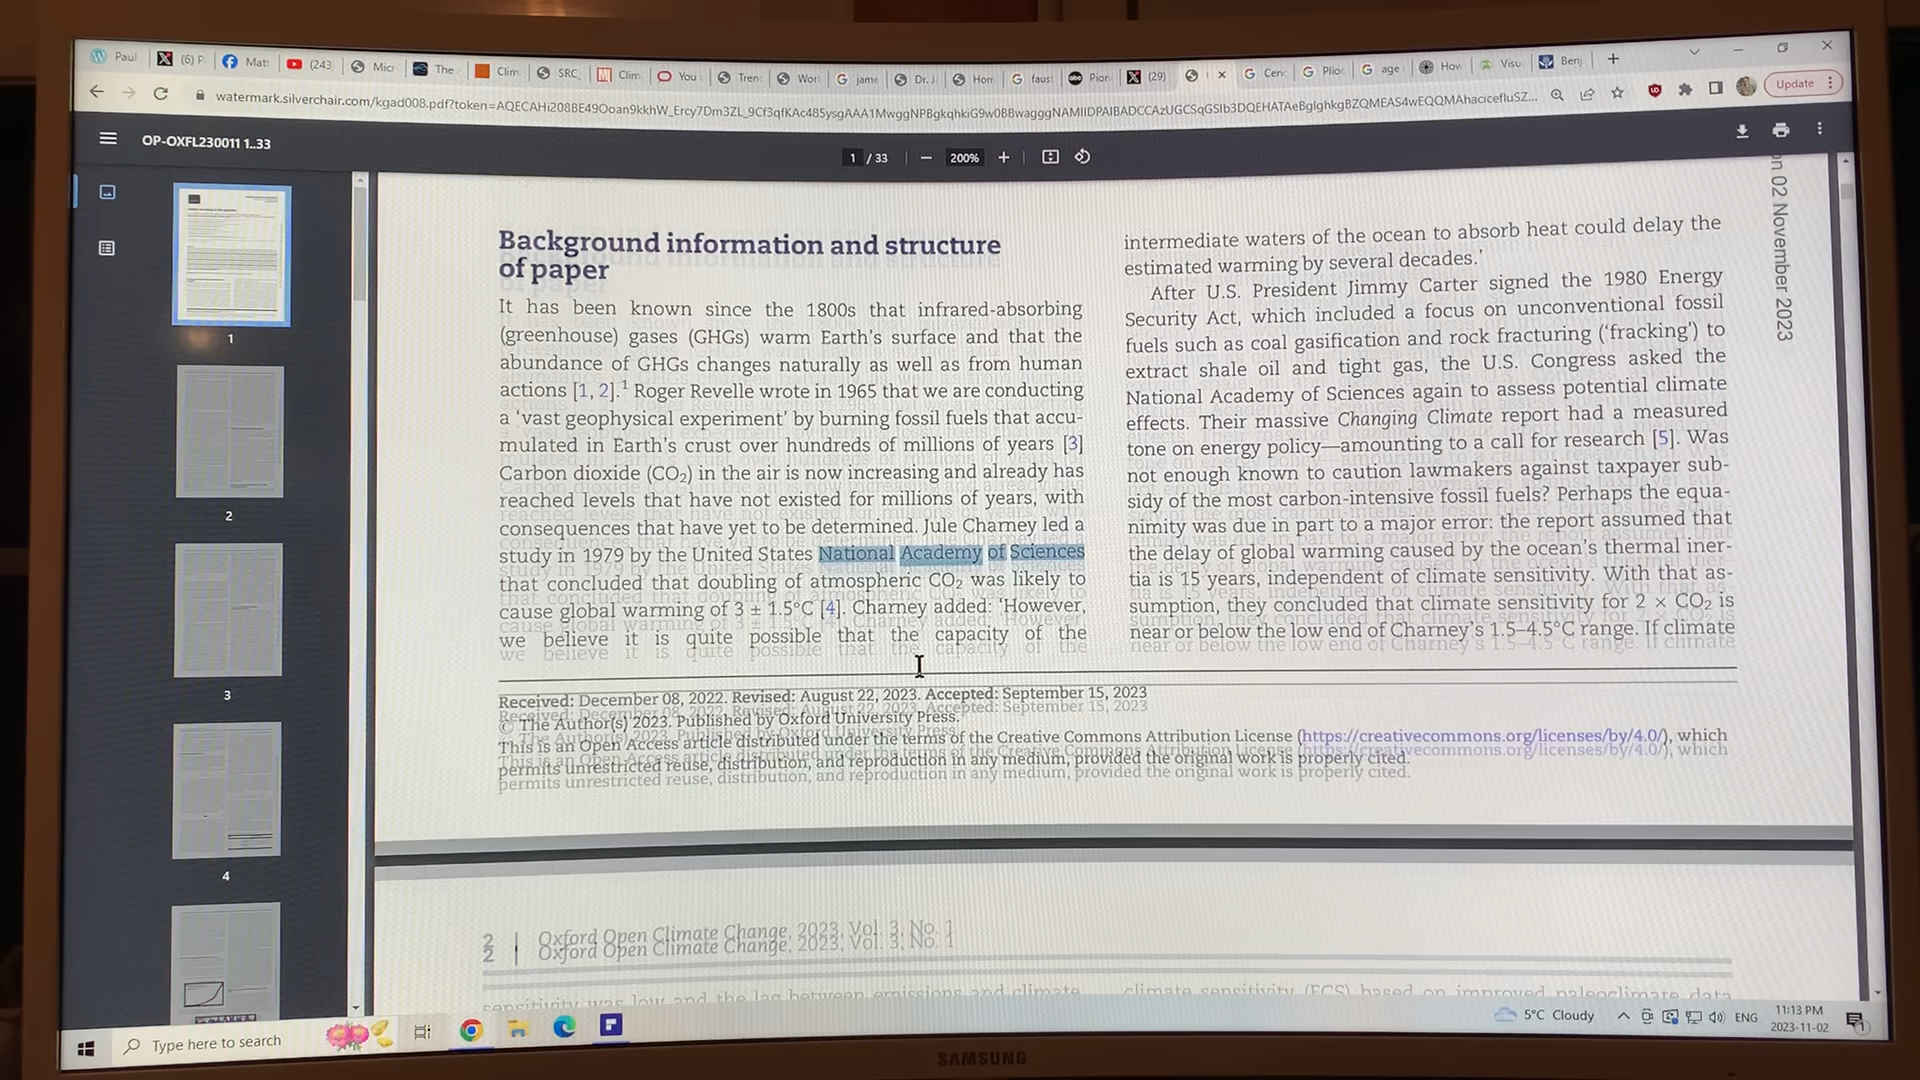 Paul
(6) P
Mat
(243
Micr
The
Clim
SRC_
Clim
You
Tren
Worl
jame
Dr. J
Hom
faust
Pion
(29)
Cenc
Plioc
age
How
Visu
Benj
watermark.silverchair.com/
Update
OP-OXFL230011 1..33
1 / 33
200%
on 02 November 2023
Background information and structure
of paper
It has been known since the 1800s that infrared-absorbing
(greenhouse) gases (GHGs) warm Earth's surface and that the
abundance of GHGs changes naturally as well as from human
actions [1, 2].¹ Roger Revelle wrote in 1965 that we are conducting
a 'vast geophysical experiment' by burning fossil fuels that accu-
mulated in Earth's crust over hundreds of millions of years [3]
Carbon dioxide (CO₂) in the air is now increasing and already has
reached levels that have not existed for millions of years, with
consequences that have yet to be determined. Jule Charney led a
study in 1979 by the United States National Academy of Sciences
that concluded that doubling of atmospheric CO₂ was likely to
cause global warming of 3 ± 1.5°C [4]. Charney added: 'However,
we believe it is quite possible that the capacity of the
intermediate waters of the ocean to absorb heat could delay the
estimated warming by several decades.'
After U.S. President Jimmy Carter signed the 1980 Energy
Security Act, which included a focus on unconventional fossil
fuels such as coal gasification and rock fracturing ('fracking') to
extract shale oil and tight gas, the U.S. Congress asked the
National Academy of Sciences again to assess potential climate
effects. Their massive Changing Climate report had a measured
tone on energy policy—amounting to a call for research [5]. Was
not enough known to caution lawmakers against taxpayer sub-
sidy of the most carbon-intensive fossil fuels? Perhaps the equa-
nimity was due in part to a major error: the report assumed that
the delay of global warming caused by the ocean's thermal iner-
tia is 15 years, independent of climate sensitivity. With that as-
sumption, they concluded that climate sensitivity for 2 × CO₂ is
near or below the low end of Charney's 1.5–4.5°C range. If climate
Received: December 08, 2022. Revised: August 22, 2023. Accepted: September 15, 2023
© The Author(s) 2023. Published by Oxford University Press.
This is an Open Access article distributed under the terms of the Creative Commons Attribution License (https://creativecommons.org/licenses/by/4.0/), which
permits unrestricted reuse, distribution, and reproduction in any medium, provided the original work is properly cited.
2 | Oxford Open Climate Change, 2023, Vol. 3, No. 1
sensitivity was low and the lag between emissions and climate
climate sensitivity (ECS) based on improved paleoclimate data
1
2
3
4
Type here to search
5°C Cloudy
ENG
11:13 PM
2023-11-02
SAMSUNG